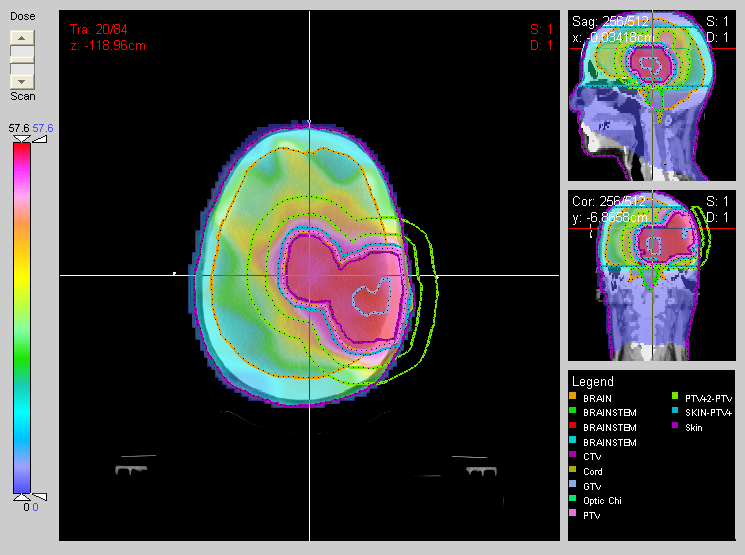 Dose
Scan
57.6 57.6
0 0
Tra: 20/84
z: -118.96cm
S: 1
D: 1
Sag: 256/512
x: -0.03418cm
S: 1
D: 1
Cor: 256/512
y: -6.8658cm
S: 1
D: 1
Legend
BRAIN
BRAINSTEM
BRAINSTEM
BRAINSTEM
CTV
Cord
GTV
Optic Chi
PTV
PTV+2-PTV
SKIN-PTV+
Skin